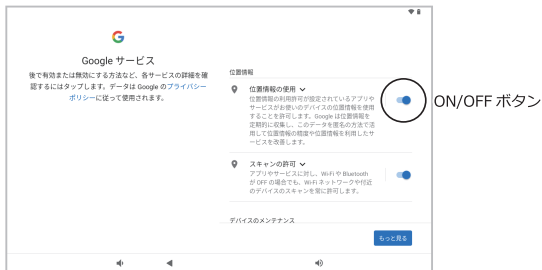 Google サービス
後で有効または無効にする方法など、各サービスの詳細を確
認するにはタップします。データは Google のプライバシー
ポリシーに従って使用されます。
位置情報
位置情報の使用
位置情報の利用許可が設定されているアプリや
サービスがお使いのデバイスの位置情報を使用
することを許可します。Google は位置情報を
定期的に収集し、このデータを匿名の方法で活
用して位置情報の精度や位置情報を利用したサ
ービスを改善します。
ON/OFF ボタン
スキャンの許可
アプリやサービスに対し、Wi-Fi や Bluetooth
が OFF の場合でも、Wi-Fi ネットワークや付近
のデバイスのスキャンを常に許可します。
デバイスのメンテナンス
もっと見る